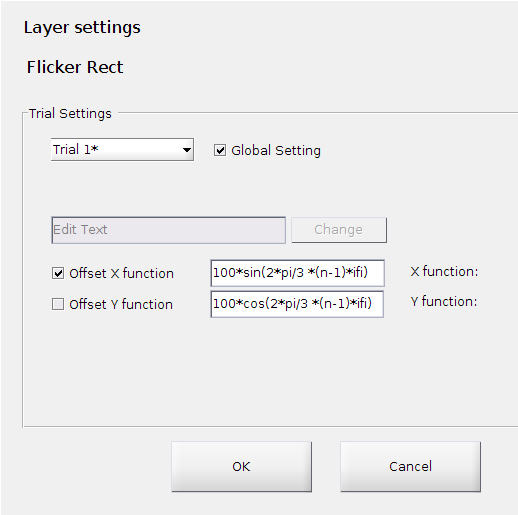 Layer settings
Flicker Rect
Trial Settings
Trial 1*
Global Setting
Edit Text
Change
Offset X function
100*sin(2*pi/3 *(n-1)*ifi)
X function:
Offset Y function
100*cos(2*pi/3 *(n-1)*ifi)
Y function:
OK
Cancel